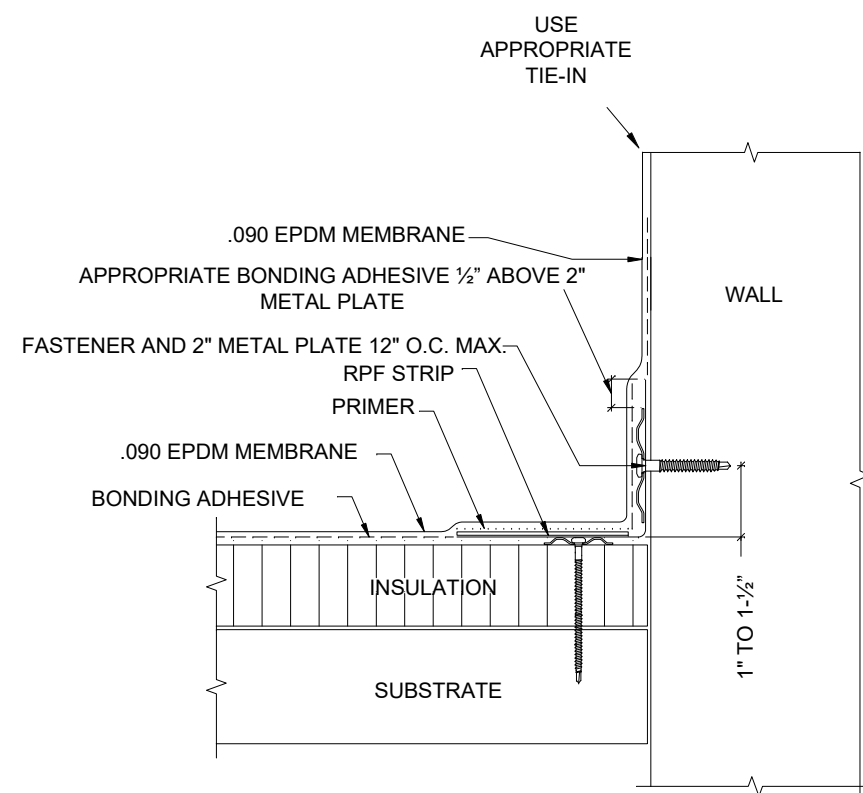 USE
APPROPRIATE
TIE-IN
.090 EPDM MEMBRANE
APPROPRIATE BONDING ADHESIVE ½” ABOVE 2"
METAL PLATE
WALL
FASTENER AND 2" METAL PLATE 12" O.C. MAX.
RPF STRIP
PRIMER
.090 EPDM MEMBRANE
BONDING ADHESIVE
INSULATION
1" TO 1-½”
SUBSTRATE